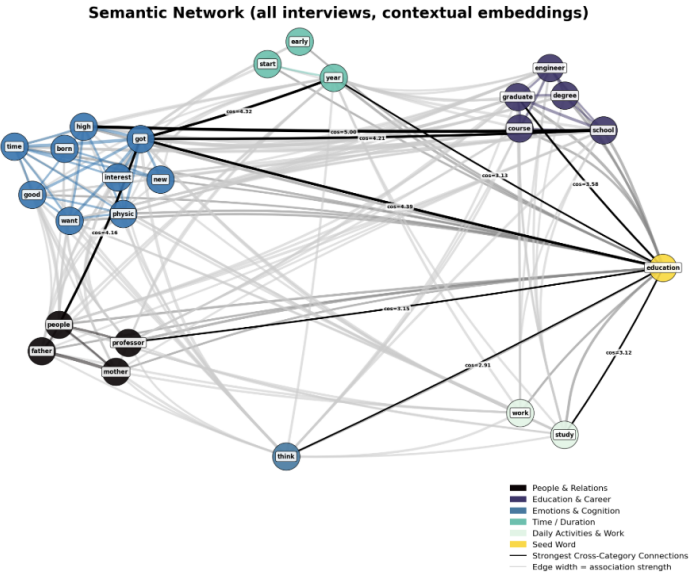 Semantic Network (all interviews, contextual embeddings)
early
start
year
engineer
graduate
degree
course
school
high
got
time
born
interest
new
good
want
physic
cos=4.32
cos=5.00
cos=4.21
cos=3.13
cos=3.58
cos=4.39
cos=4.16
education
people
father
professor
mother
cos=3.15
cos=3.12
cos=2.91
work
study
think
People & Relations
Education & Career
Emotions & Cognition
Time / Duration
Daily Activities & Work
Seed Word
Strongest Cross-Category Connections
Edge width = association strength